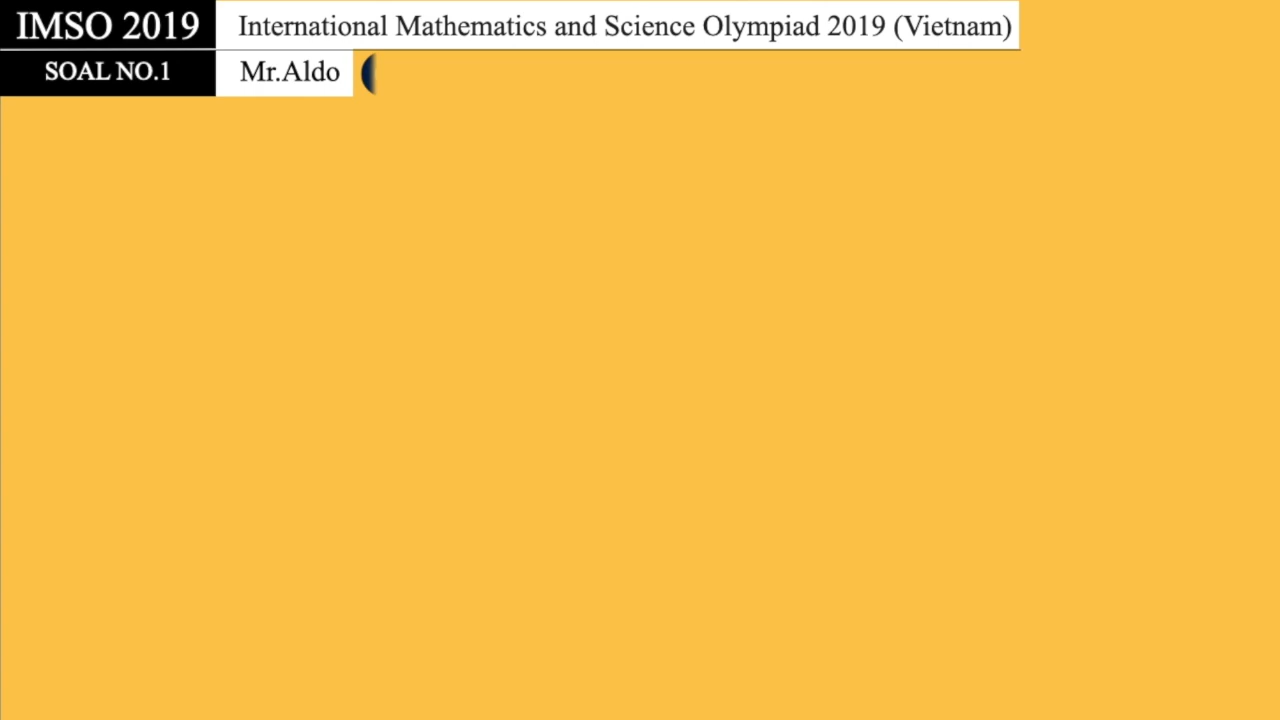 IMSO 2019 International Mathematics and Science Olympiad 2019 (Vietnam)
SOAL NO.1 Mr.Aldo